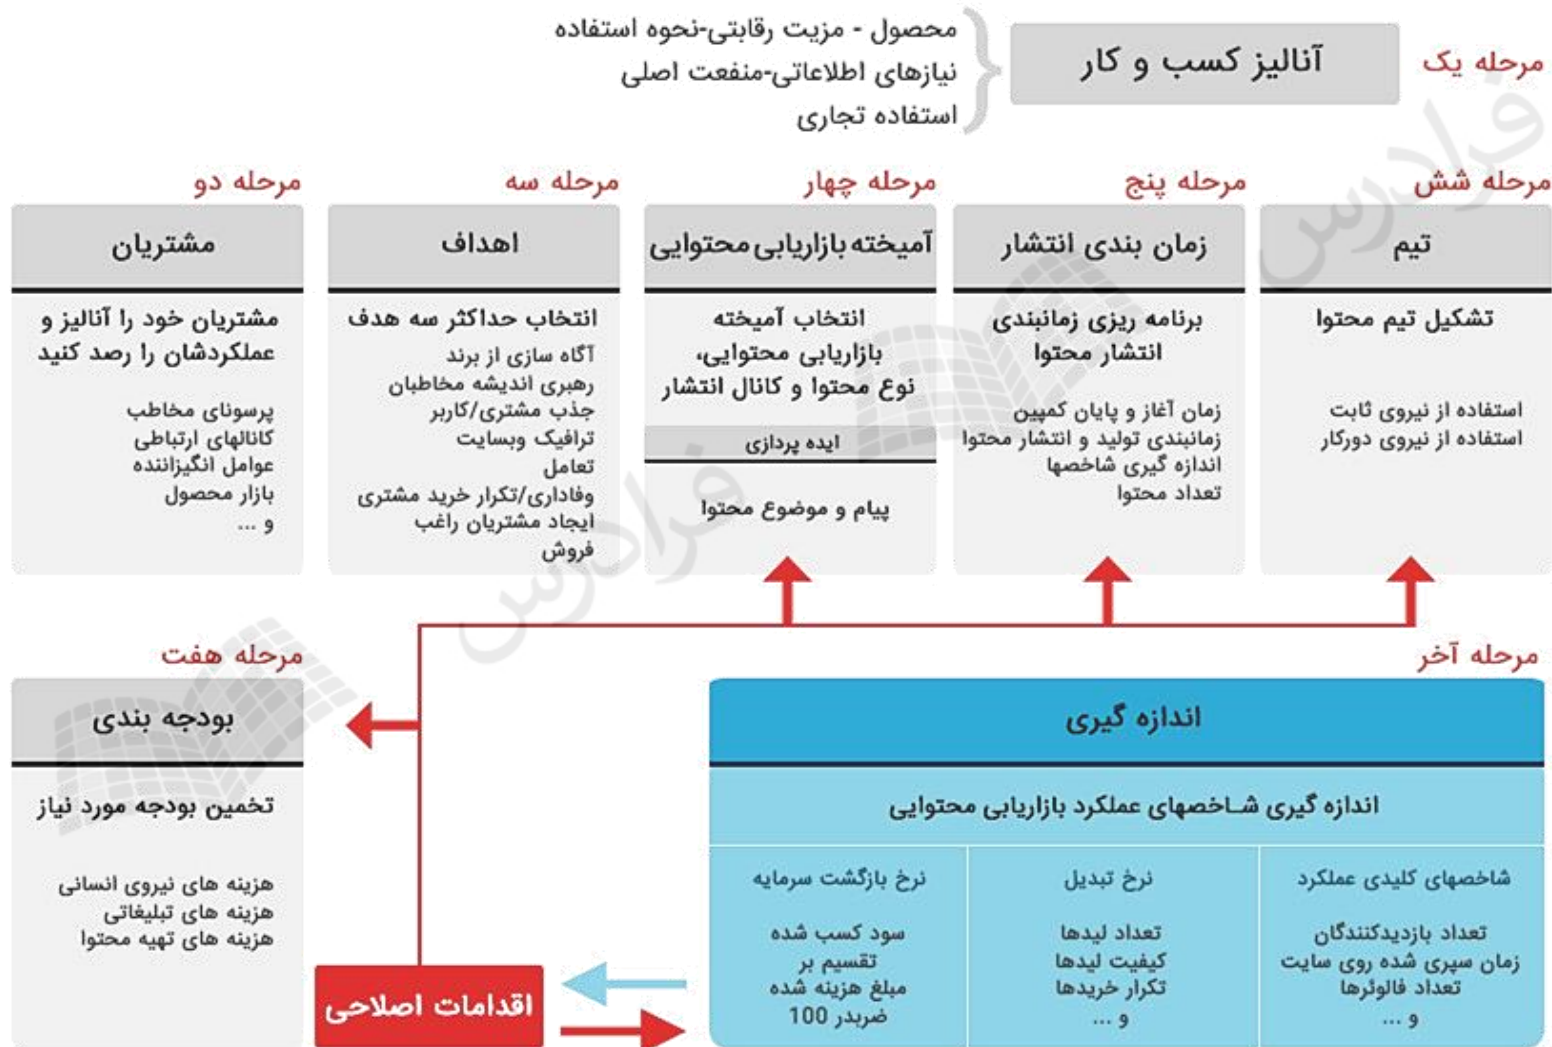 مرحله یک
آنالیز کسب و کار
محصول - مزیت رقابتی-نحوه استفاده
نیازهای اطلاعاتی-منفعت اصلی
استفاده تجاری
مرحله دو
مشتریان
مشتریان خود را آنالیز و
عملکردشان را رصد کنید
پرسونای مخاطب
کانالهای ارتباطی
عوامل انگیزاننده
بازار محصول
و ...
مرحله سه
اهداف
انتخاب حداکثر سه هدف
آگاه سازی از برند
رهبری اندیشه مخاطبان
جذب مشتری/کاربر
ترافیک وبسایت
تعامل
وفاداری/تکرار خرید مشتری
ایجاد مشتریان راغب
فروش
مرحله چهار
آمیخته بازاریابی محتوایی
انتخاب آمیخته
بازاریابی محتوایی،
نوع محتوا و کانال انتشار
ایده پردازی
پیام و موضوع محتوا
مرحله پنج
زمان بندی انتشار
برنامه ریزی زمانبندی
انتشار محتوا
زمان آغاز و پایان کمپین
زمانبندی تولید و انتشار محتوا
اندازه گیری شاخصها
تعداد محتوا
مرحله شش
تیم
تشکیل تیم محتوا
استفاده از نیروی ثابت
استفاده از نیروی دورکار
مرحله هفت
بودجه بندی
تخمین بودجه مورد نیاز
هزینه های نیروی انسانی
هزینه های تبلیغاتی
هزینه های تهیه محتوا
اقدامات اصلاحی
مرحله آخر
اندازه گیری
اندازه گیری شـاخصهای عملکرد بازاریابی محتوایی
شاخصهای کلیدی عملکرد
تعداد بازدیدکنندگان
زمان سپری شده روی سایت
تعداد فالوئرها
و ...
نرخ تبدیل
تعداد لیدها
کیفیت لیدها
تکرار خریدها
و ...
نرخ بازگشت سرمایه
سود کسب شده
تقسیم بر
مبلغ هزینه شده
ضربدر 100
فرادرس
فرادرس